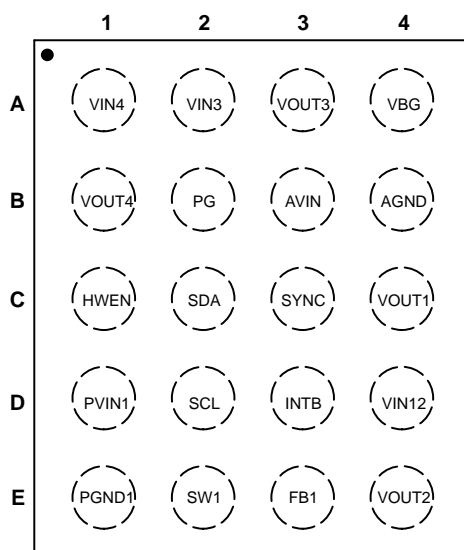 1 2 3 4
A VIN4 VIN3 VOUT3 VBG
B VOUT4 PG AVIN AGND
C HWEN SDA SYNC VOUT1
D PVIN1 SCL INTB VIN12
E PGND1 SW1 FB1 VOUT2